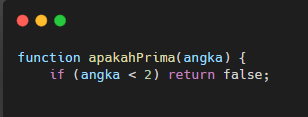 function apakahPrima(angka) {
    if (angka < 2) return false;